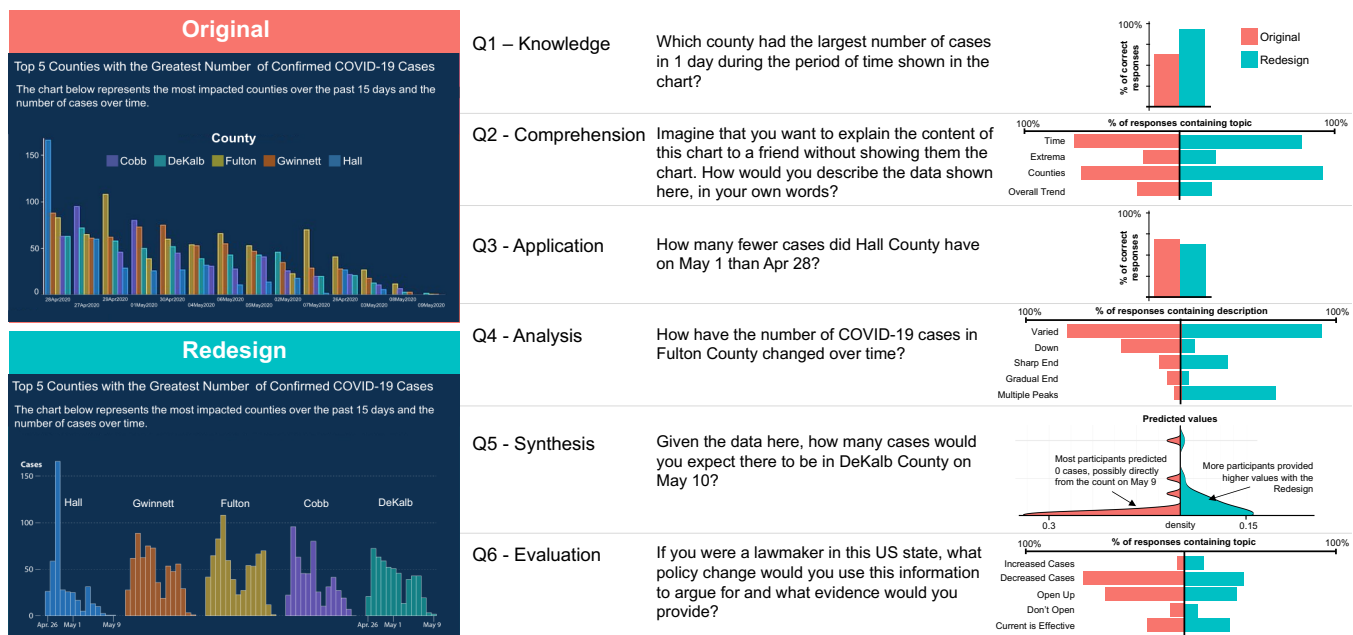 Original
Top 5 Counties with the Greatest Number of Confirmed COVID-19 Cases
The chart below represents the most impacted counties over the past 15 days and the
number of cases over time.
County
Cobb DeKalb Fulton Gwinnett Hall
150
100
50
0
28Apr2020 27Apr2020 29Apr2020 01May2020 30Apr2020 04May2020 06May2020 05May2020 02May2020 07May2020 26Apr2020 03May2020 08May2020 09May2020
Redesign
Top 5 Counties with the Greatest Number of Confirmed COVID-19 Cases
The chart below represents the most impacted counties over the past 15 days and the
number of cases over time.
Cases
150
Hall Gwinnett Fulton Cobb DeKalb
100
50
0
Apr. 26 May 1 May 9 Apr. 26 May 1 May 9
Q1 – Knowledge
Which county had the largest number of cases
in 1 day during the period of time shown in the
chart?
100%
% of correct
responses
Original
Redesign
Q2 - Comprehension
Imagine that you want to explain the content of
this chart to a friend without showing them the
chart. How would you describe the data shown
here, in your own words?
100% % of responses containing topic 100%
Time
Extrema
Counties
Overall Trend
Q3 - Application
How many fewer cases did Hall County have
on May 1 than Apr 28?
100%
% of correct
responses
Q4 - Analysis
How have the number of COVID-19 cases in
Fulton County changed over time?
100% % of responses containing description 100%
Varied
Down
Sharp End
Gradual End
Multiple Peaks
Q5 - Synthesis
Given the data here, how many cases would
you expect there to be in DeKalb County on
May 10?
Predicted values
Most participants predicted
0 cases, possibly directly
from the count on May 9
More participants provided
higher values with the
Redesign
0.3 density 0.15
Q6 - Evaluation
If you were a lawmaker in this US state, what
policy change would you use this information
to argue for and what evidence would you
provide?
100% % of responses containing topic 100%
Increased Cases
Decreased Cases
Open Up
Don't Open
Current is Effective